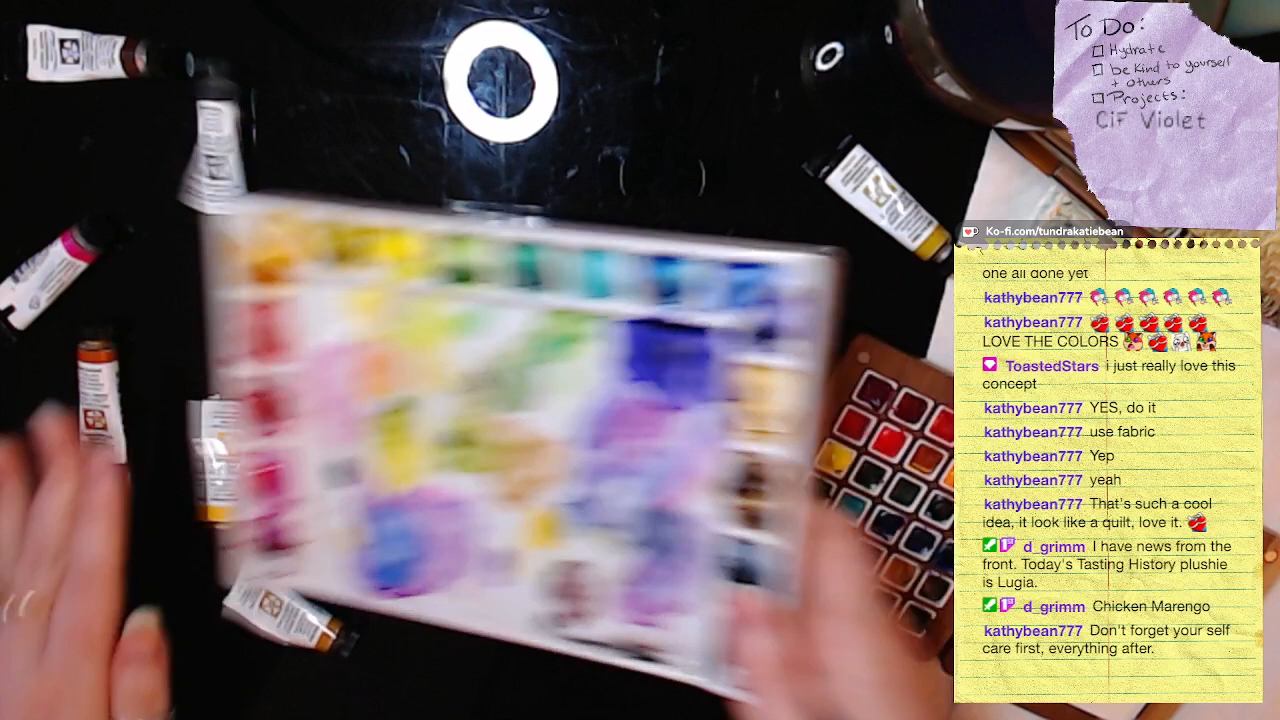 To Do:
Hydrate
be kind to yourself
+ others
Projects:
CiF Violet
Ko-fi.com/tundrakatiebean
one all done yet
kathybean777
kathybean777
LOVE THE COLORS
ToastedStars i just really love this
concept
kathybean777 YES, do it
kathybean777 use fabric
kathybean777 Yep
kathybean777 yeah
kathybean777 That's such a cool
idea, it look like a quilt, love it.
d_grimm I have news from the
front. Today's Tasting History plushie
is Lugia.
d_grimm Chicken Marengo
kathybean777 Don't forget your self
care first, everything after.